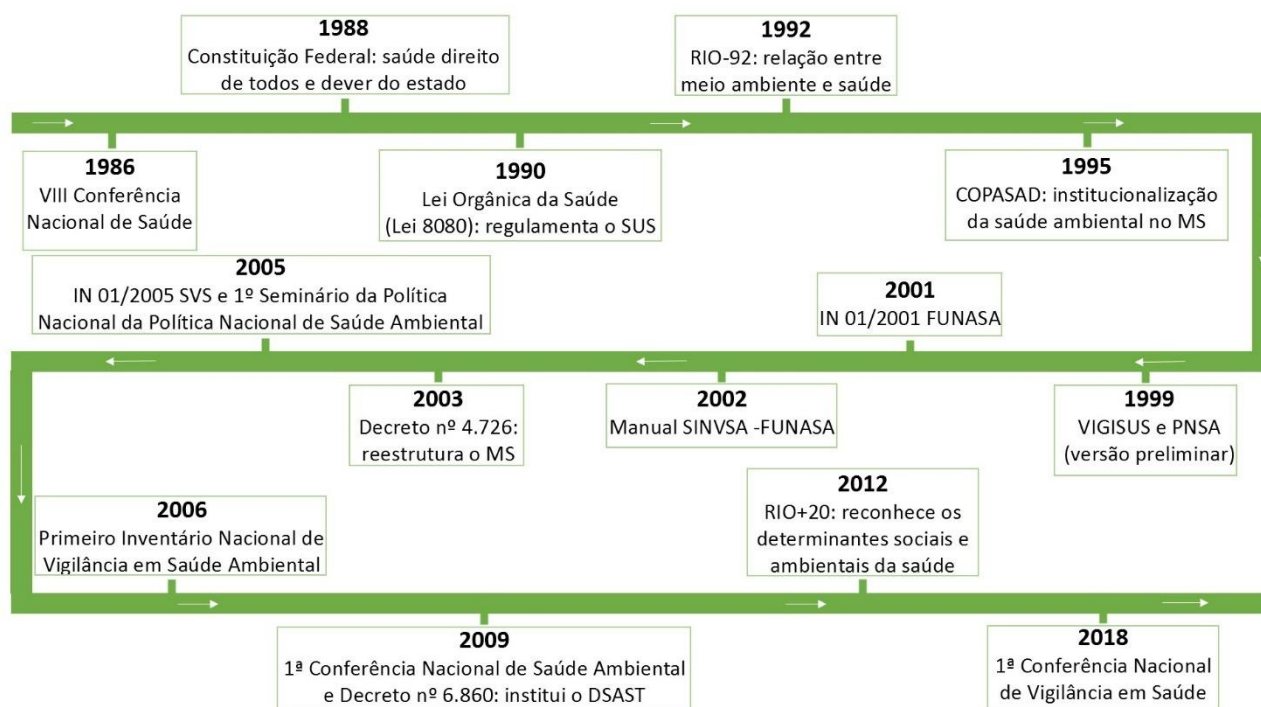 1986
VIII Conferência
Nacional de Saúde
1988
Constituição Federal: saúde direito
de todos e dever do estado
1990
Lei Orgânica da Saúde
(Lei 8080): regulamenta o SUS
1992
RIO-92: relação entre
meio ambiente e saúde
1995
COPASAD: institucionalização
da saúde ambiental no MS
1999
VIGISUS e PNSA
(versão preliminar)
2001
IN 01/2001 FUNASA
2002
Manual SINVSA -FUNASA
2003
Decreto nº 4.726:
reestrutura o MS
2005
IN 01/2005 SVS e 1º Seminário da Política
Nacional da Política Nacional de Saúde Ambiental
2006
Primeiro Inventário Nacional de
Vigilância em Saúde Ambiental
2009
1ª Conferência Nacional de Saúde Ambiental
e Decreto nº 6.860: institui o DSAST
2012
RIO+20: reconhece os
determinantes sociais e
ambientais da saúde
2018
1ª Conferência Nacional
de Vigilância em Saúde